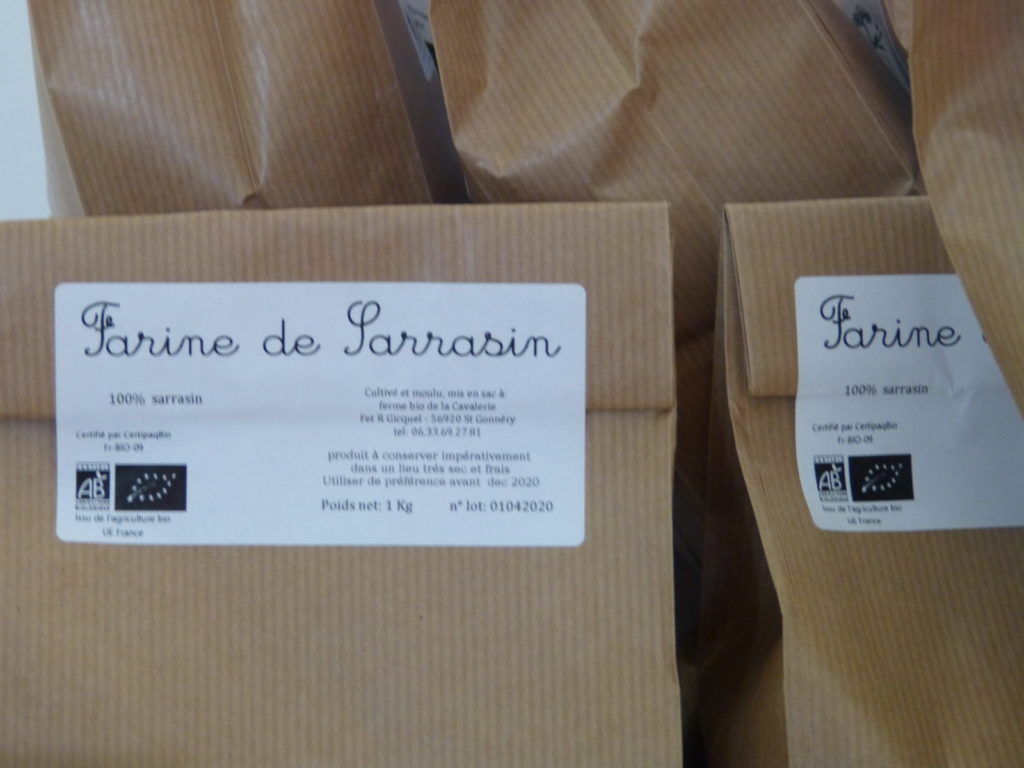 Farine de Sarrasin
100% sarrasin
Certifié par CertipaqBio
Fr-BIO-09
AB
Issu de l'agriculture bio
UE France
Cultivé et moulu, mis en sac à:
ferme bio de la Cavalerie
Fet R Gicquel - 56920 St Gonnéry
tel: 06.33.69.27.81
produit à conserver impérativement
dans un lieu trés sec et frais
Utiliser de préférence avant dec 2020
Poids net: 1 Kg n° lot: 01042020
Farine
100% sarrasin
Certifié par CertipaqBio
Fr-BIO-09
AB
Issu de l'agriculture bio
UE France